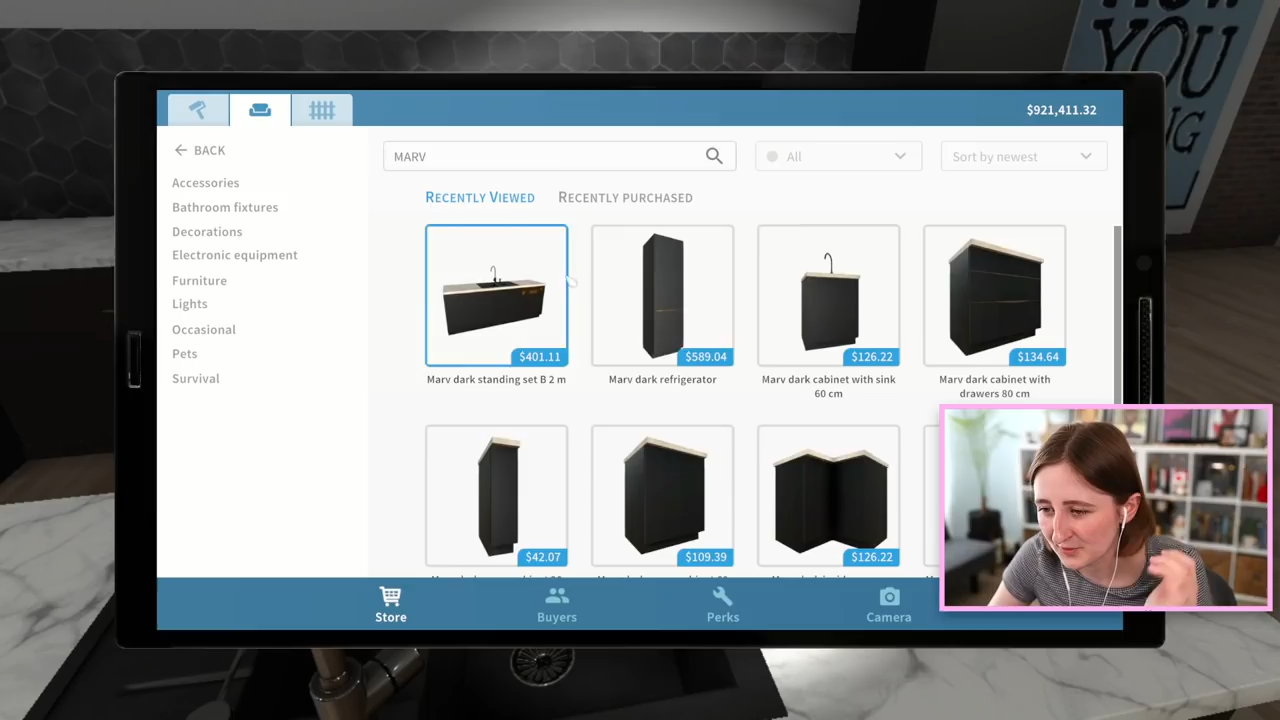 HOW
YOU
$921,411.32
BACK
MARV
All
Sort by newest
Accessories
Bathroom fixtures
Decorations
Electronic equipment
Furniture
Lights
Occasional
Pets
Survival
RECENTLY VIEWED
RECENTLY PURCHASED
$401.11
$589.04
$126.22
$134.64
Marv dark standing set B 2 m
Marv dark refrigerator
Marv dark cabinet with sink
60 cm
Marv dark cabinet with
drawers 80 cm
$42.07
$109.39
$126.22
Store
Buyers
Perks
Camera